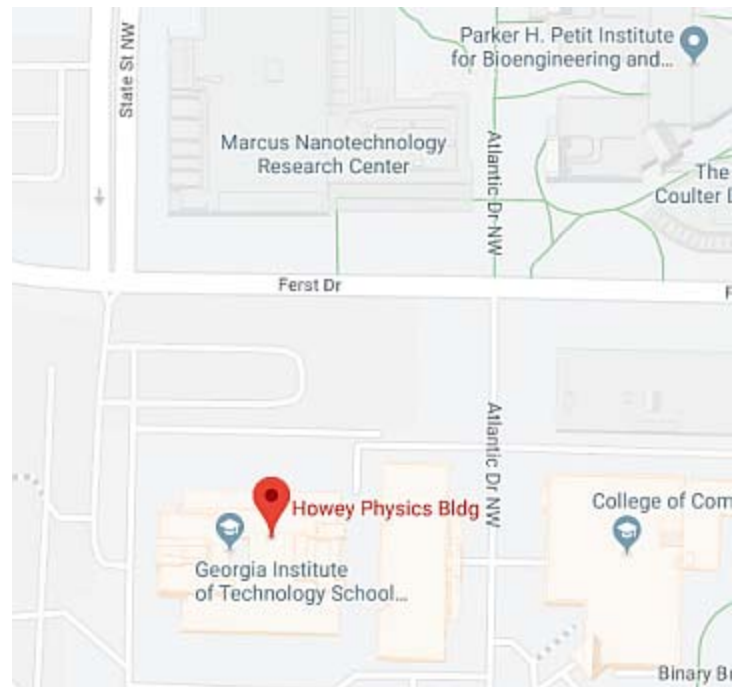 State St NW
Parker H. Petit Institute
for Bioengineering and...
Marcus Nanotechnology
Research Center
Atlantic Dr NW
The
Coulter L
Ferst Dr
F
Atlantic Dr NW
Howey Physics Bldg
College of Com
Georgia Institute
of Technology School...
Binary Br